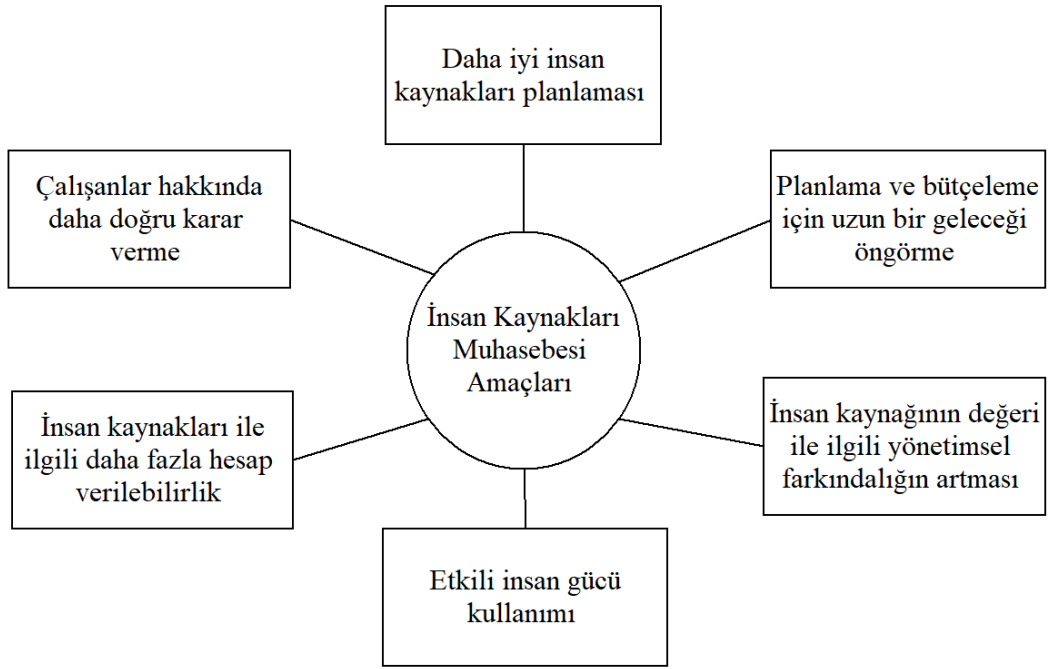 Daha iyi insan
kaynakları planlaması
Çalışanlar hakkında
daha doğru karar
verme
Planlama ve bütçeleme
için uzun bir geleceği
öngörme
İnsan Kaynakları
Muhasebesi
Amaçları
İnsan kaynakları ile
ilgili daha fazla hesap
verilebilirlik
İnsan kaynağının değeri
ile ilgili yönetimsel
farkındalığın artması
Etkili insan gücü
kullanımı